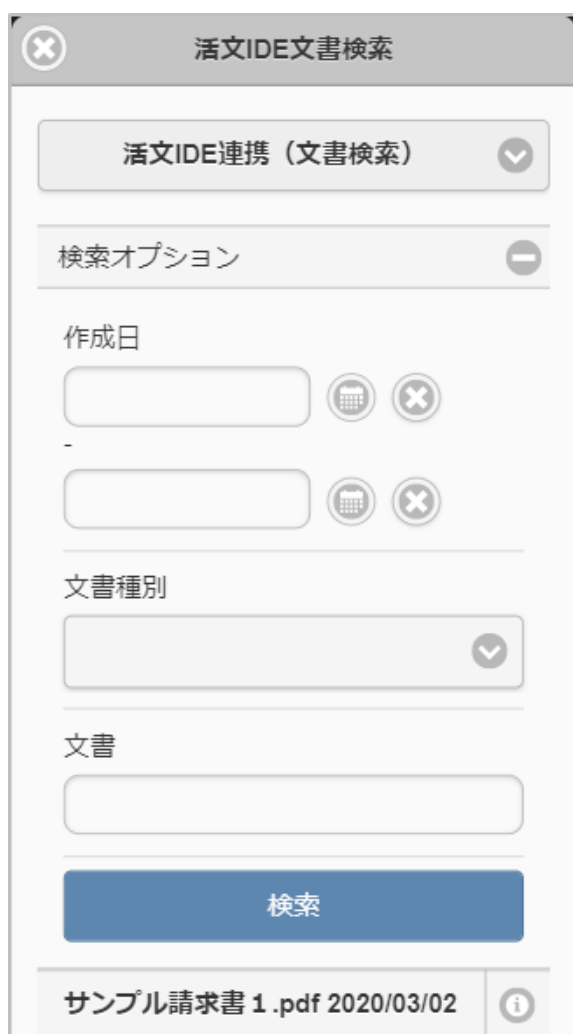 活文IDE文書検索
活文IDE連携（文書検索）
検索オプション
作成日
-
文書種別
文書
検索
サンプル請求書１.pdf 2020/03/02